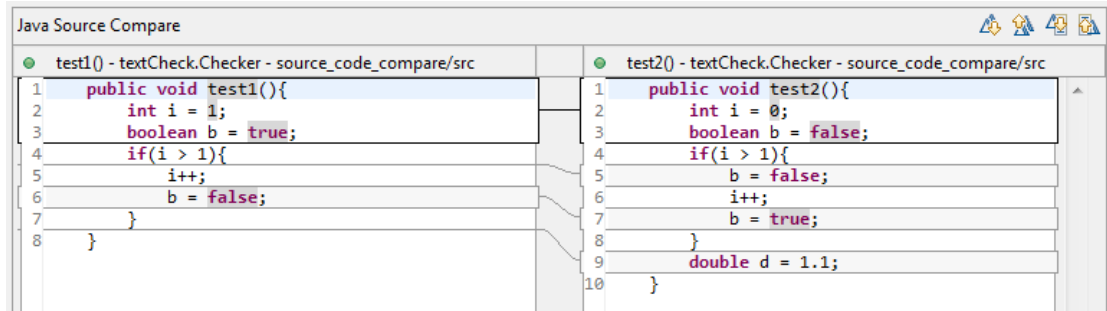 Java Source Compare
test1() - textCheck.Checker - source_code_compare/src
1 public void test1(){
2 int i = 1;
3 boolean b = true;
4 if(i > 1){
5 i++;
6 b = false;
7 }
8 }
test2() - textCheck.Checker - source_code_compare/src
1 public void test2(){
2 int i = 0;
3 boolean b = false;
4 if(i > 1){
5 b = false;
6 i++;
7 b = true;
8 }
9 double d = 1.1;
10 }